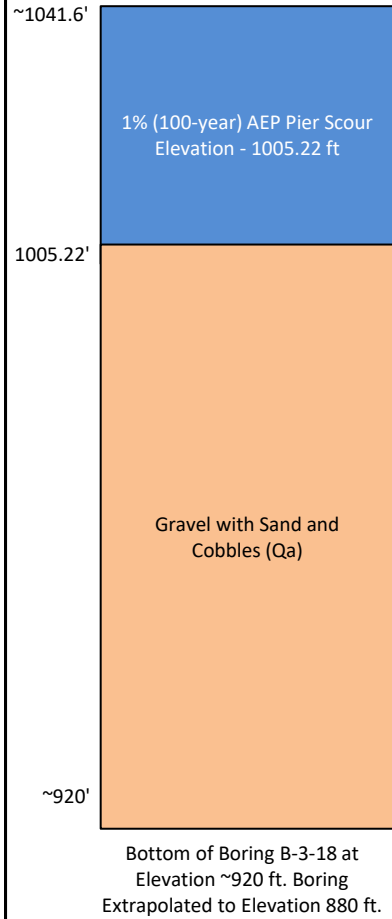 ~1041.6'
1% (100-year) AEP Pier Scour
Elevation - 1005.22 ft
1005.22'
Gravel with Sand and
Cobbles (Qa)
~920'
Bottom of Boring B-3-18 at
Elevation ~920 ft. Boring
Extrapolated to Elevation 880 ft.